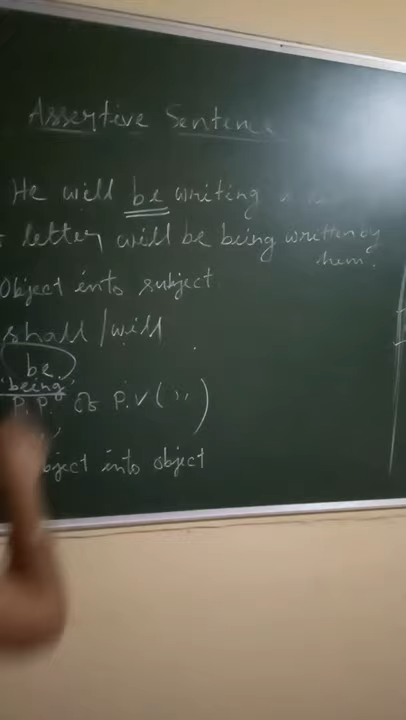 Assertive Sentence
He will be writing a
letter will be being written by
him.
Object into subject
shall/will
be
"being"
P.P. of P.V ( ,, )
bject into object